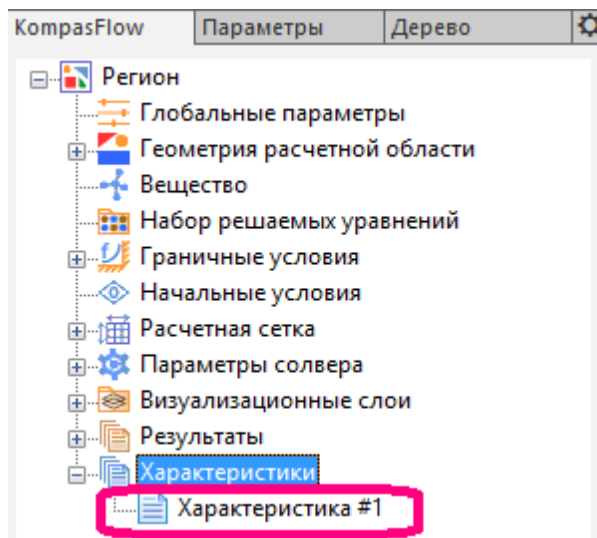 KompasFlow Параметры Дерево
Регион
Глобальные параметры
Геометрия расчетной области
Вещество
Набор решаемых уравнений
Граничные условия
Начальные условия
Расчетная сетка
Параметры солвера
Визуализационные слои
Результаты
Характеристики
Характеристика #1